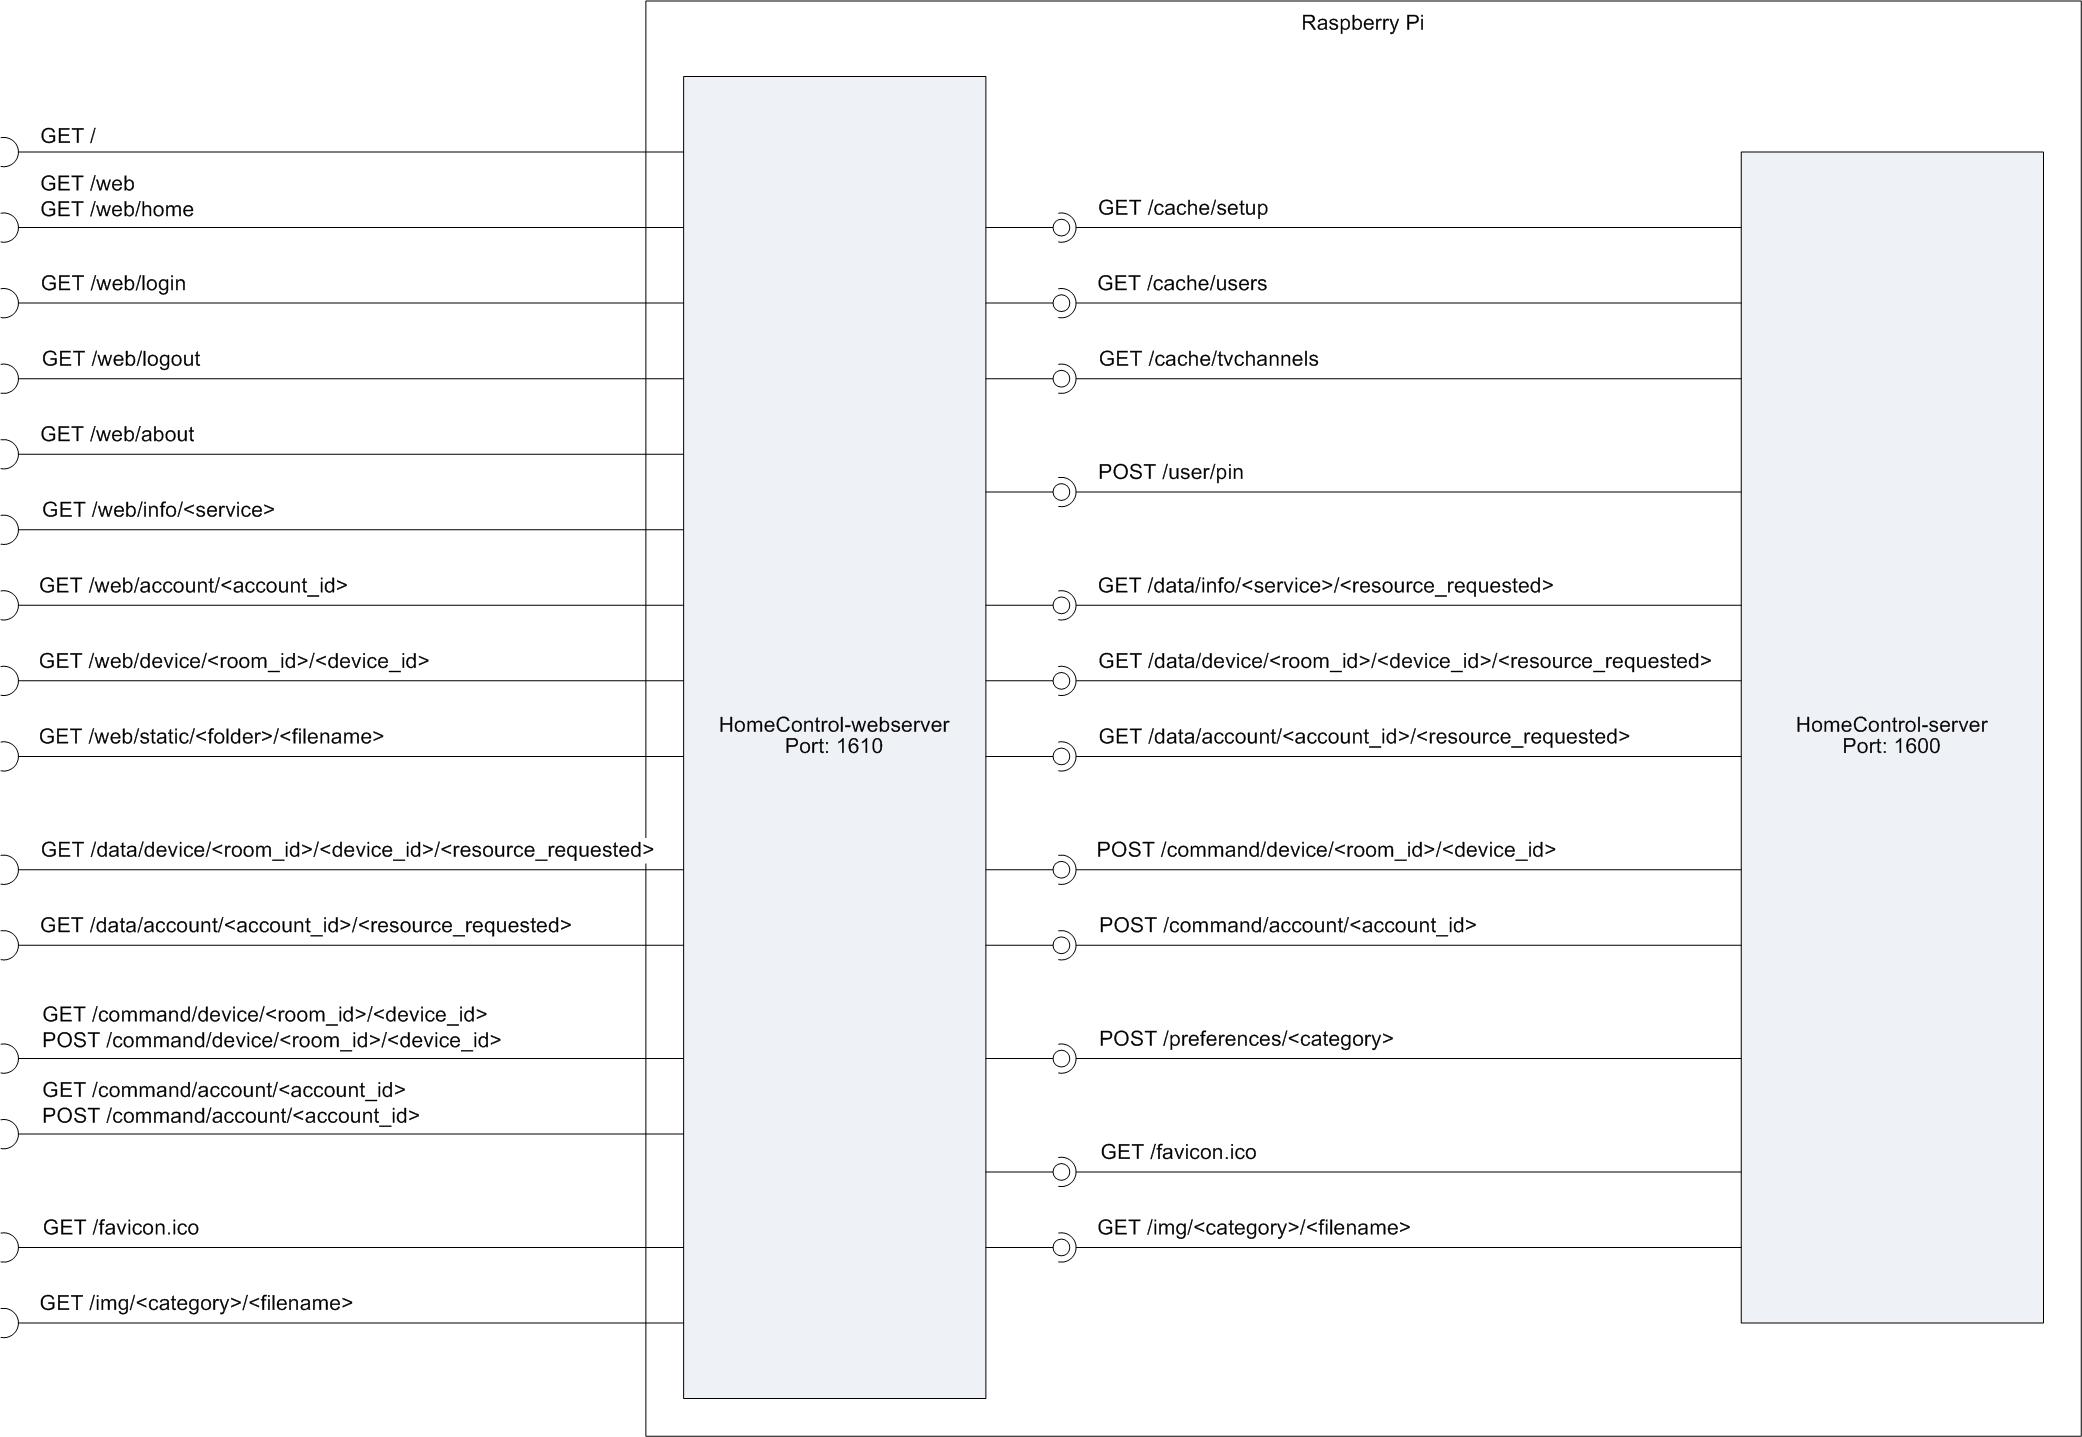 Raspberry Pi
GET /
GET /web
GET /web/home
GET /web/login
GET /web/logout
GET /web/about
GET /web/info/<service>
GET /web/account/<account_id>
GET /web/device/<room_id>/<device_id>
GET /web/static/<folder>/<filename>
GET /data/device/<room_id>/<device_id>/<resource_requested>
GET /data/account/<account_id>/<resource_requested>
GET /command/device/<room_id>/<device_id>
POST /command/device/<room_id>/<device_id>
GET /command/account/<account_id>
POST /command/account/<account_id>
GET /favicon.ico
GET /img/<category>/<filename>
HomeControl-webserver
Port: 1610
GET /cache/setup
GET /cache/users
GET /cache/tvchannels
POST /user/pin
GET /data/info/<service>/<resource_requested>
GET /data/device/<room_id>/<device_id>/<resource_requested>
GET /data/account/<account_id>/<resource_requested>
POST /command/device/<room_id>/<device_id>
POST /command/account/<account_id>
POST /preferences/<category>
GET /favicon.ico
GET /img/<category>/<filename>
HomeControl-server
Port: 1600